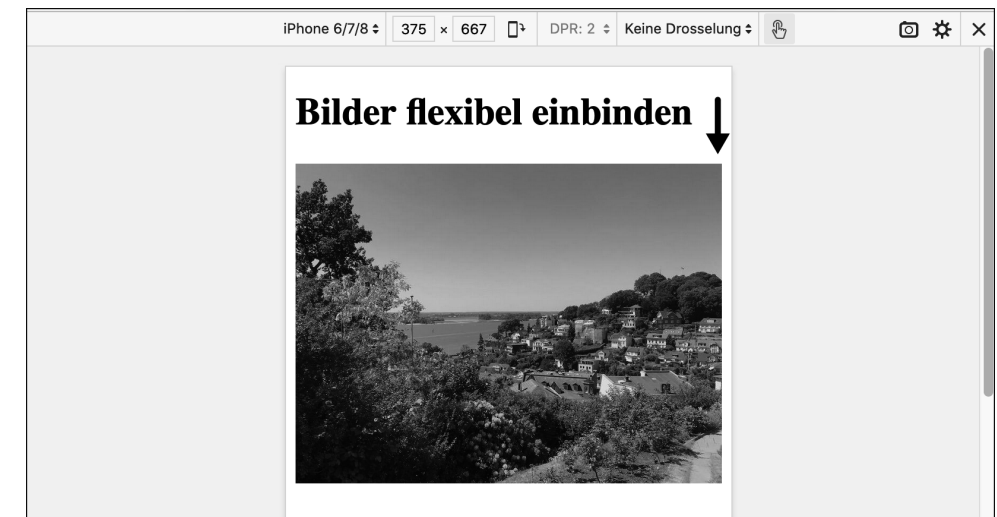 iPhone 6/7/8 375 × 667 DPR: 2 Keine Drosselung
Bilder flexibel einbinden